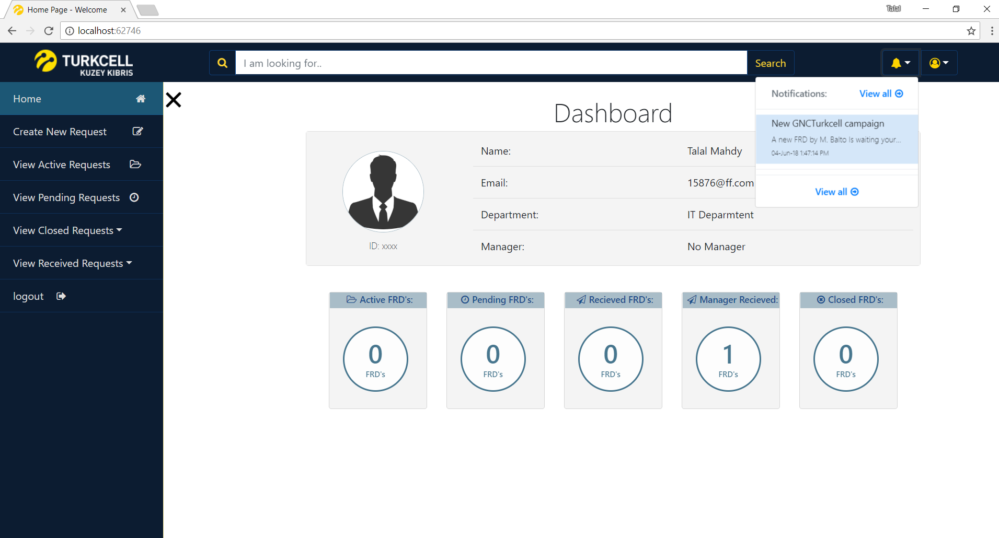 Home Page - Welcome
Talal
localhost:62746
TURKCELL
KUZEY KIBRIS
I am looking for..
Search
Home
Create New Request
View Active Requests
View Pending Requests
View Closed Requests
View Received Requests
logout
Notifications: View all
New GNCTurkcell campaign
A new FRD by M. Balto Is waiting your...
04-Jun-18 1:47:14 PM
View all
Dashboard
ID: xxxx
Name: Talal Mahdy
Email: 15876@ff.com
Department: IT Deparmtent
Manager: No Manager
Active FRD's: Pending FRD's: Recieved FRD's: Manager Recieved: Closed FRD's:
0 0 0 1 0
FRD's FRD's FRD's FRD's FRD's